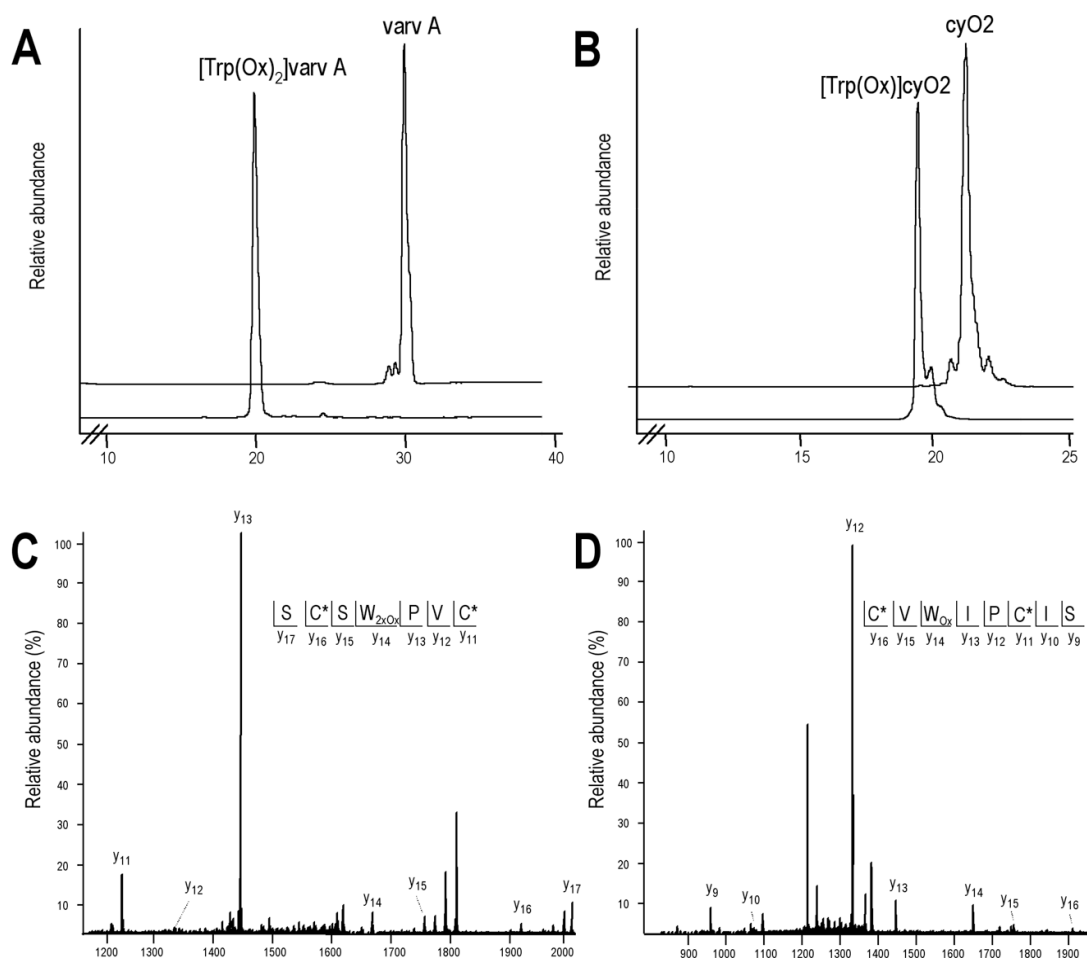 A
varv A
[Trp(Ox)2]varv A
Relative abundance
10 20 30 40
B
cyO2
[Trp(Ox)]cyO2
Relative abundance
10 15 20 25
C
y13
100
90
80
70
60
50
40
30
20
10
Relative abundance (%)
S C* S W2xOx P V C*
y17 y16 y15 y14 y13 y12 y11
y11
y12
y14
y15
y16
y17
1200 1300 1400 1500 1600 1700 1800 1900 2000
D
y12
100
90
80
70
60
50
40
30
20
10
Relative abundance (%)
C* V WOx I P C* I S
y16 y15 y14 y13 y12 y11 y10 y9
y9
y10
y13
y14
y15
y16
900 1000 1100 1200 1300 1400 1500 1600 1700 1800 1900